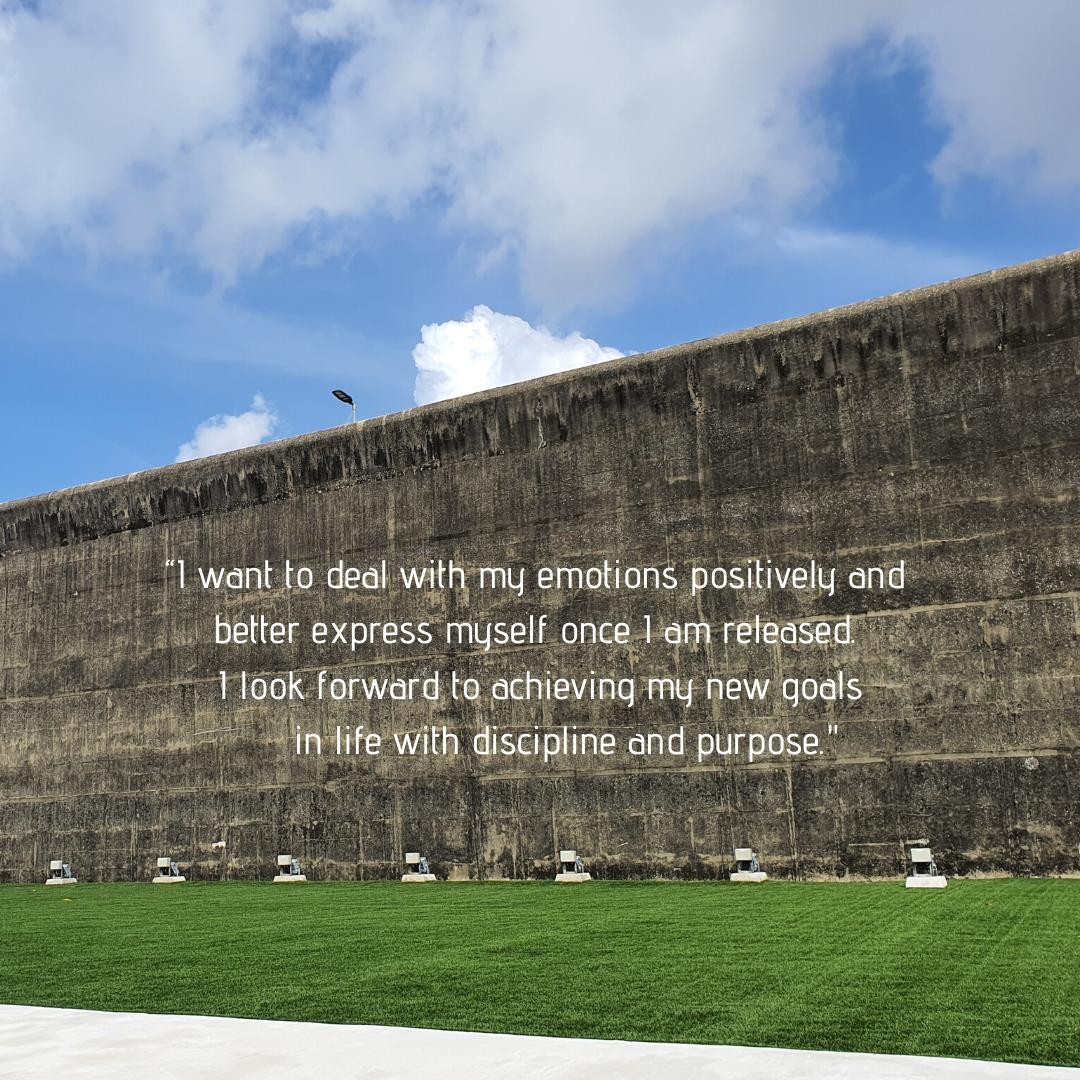 “I want to deal with my emotions positively and
better express myself once I am released.
I look forward to achieving my new goals
in life with discipline and purpose."